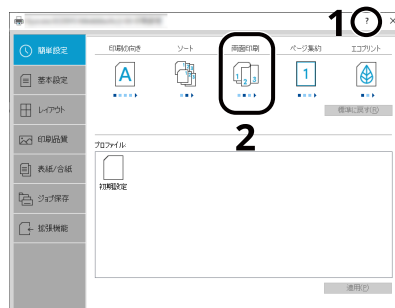 1
?
×
簡単設定
印刷の向き
ソート
両面印刷
ページ集約
エコプリント
A
1 2 3
1
基本設定
レイアウト
標準に戻す(R)
2
印刷品質
プロファイル:
表紙/合紙
初期設定
ジョブ保存
拡張機能
適用(P)